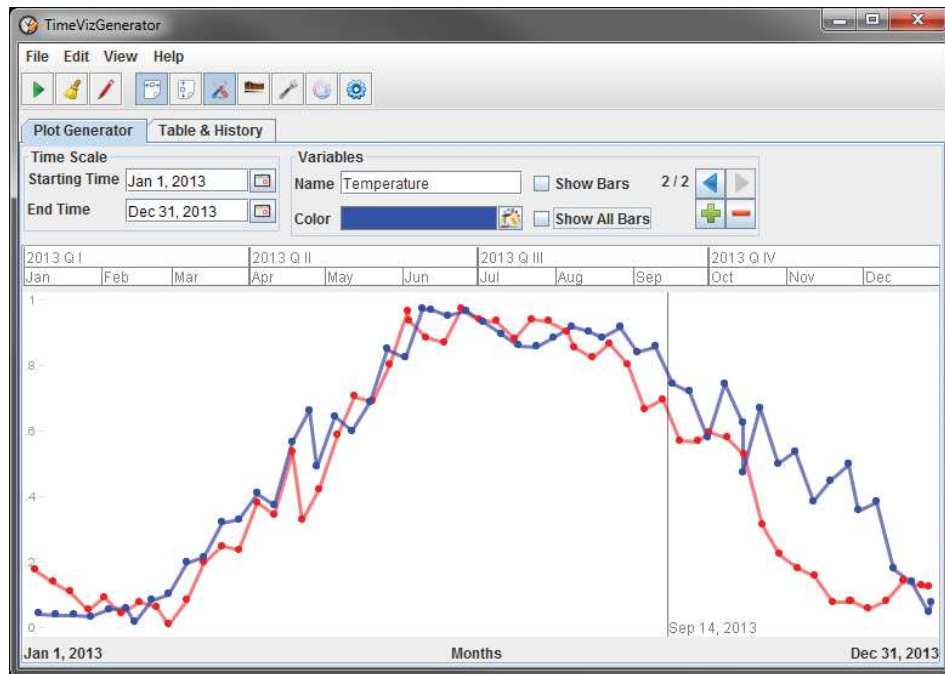 TimeVizGenerator
File Edit View Help
Plot Generator Table & History
Time Scale Variables
Starting Time Jan 1, 2013 Name Temperature Show Bars 2 / 2
End Time Dec 31, 2013 Color Show All Bars
2013 Q I 2013 Q II 2013 Q III 2013 Q IV
Jan Feb Mar Apr May Jun Jul Aug Sep Oct Nov Dec
1
.8
.6
.4
.2
0
Sep 14, 2013
Jan 1, 2013 Months Dec 31, 2013